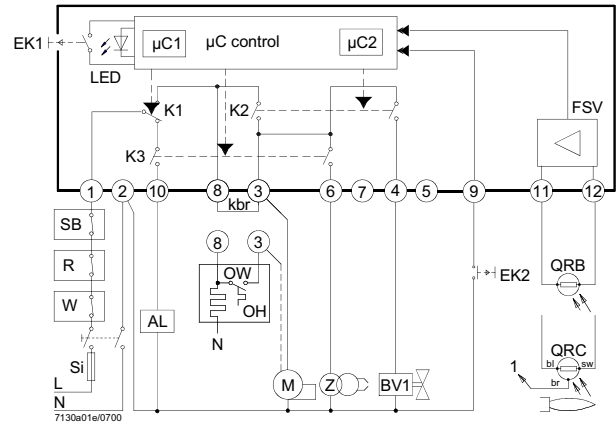 EK1
LED
µC1
µC control
µC2
FSV
K1
K2
K3
1
2
10
8
3
6
7
4
5
9
11
12
kbr
SB
R
W
Si
L
N
AL
8
3
OW
OH
N
M
Z
BV1
EK2
QRB
QRC
bl
sw
br
1
7130a01e/0700